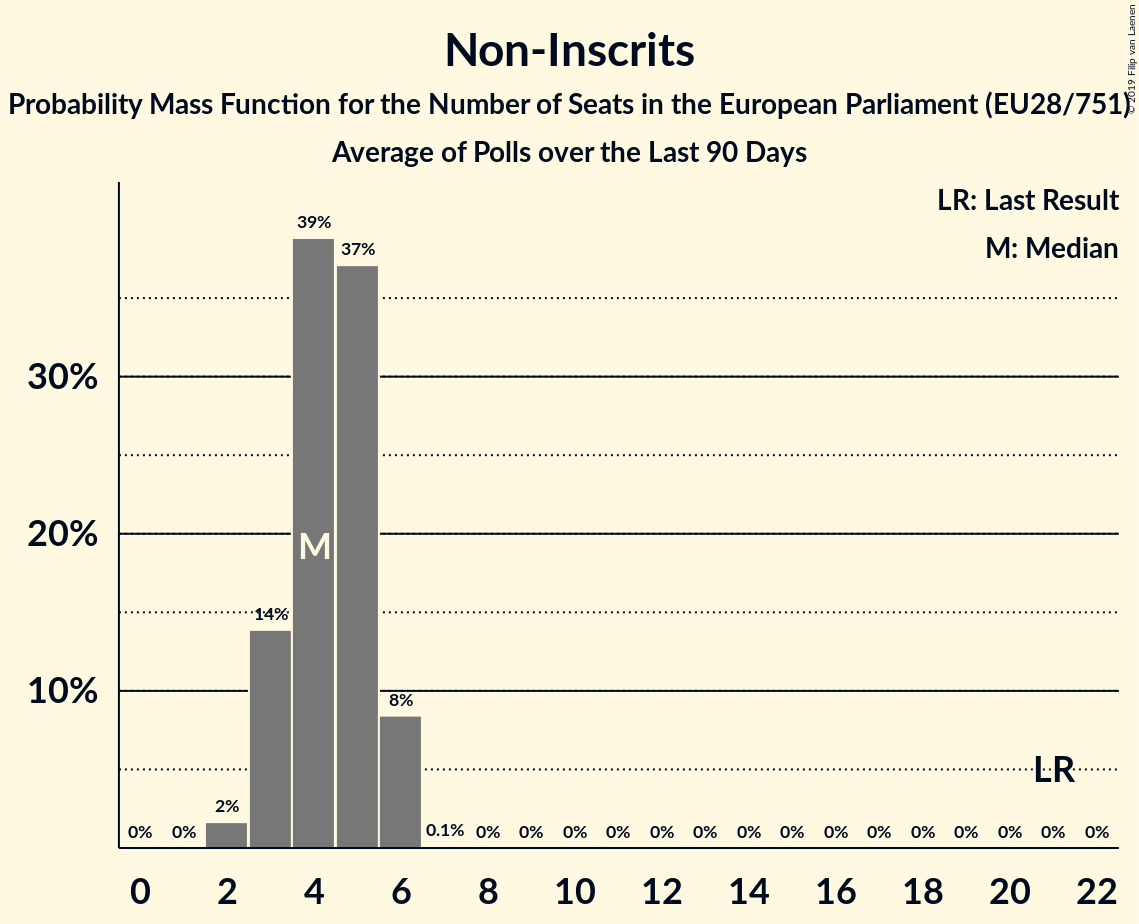 Non-Inscrits
Probability Mass Function for the Number of Seats in the European Parliament (EU28/751)
Average of Polls over the Last 90 Days
© 2019 Filip van Laenen
LR: Last Result
M: Median
39%
37%
30%
20%
M
14%
10%
8%
LR
2%
0% 0% 0.1% 0% 0% 0% 0% 0% 0% 0% 0% 0% 0% 0% 0% 0% 0% 0%
0 2 4 6 8 10 12 14 16 18 20 22